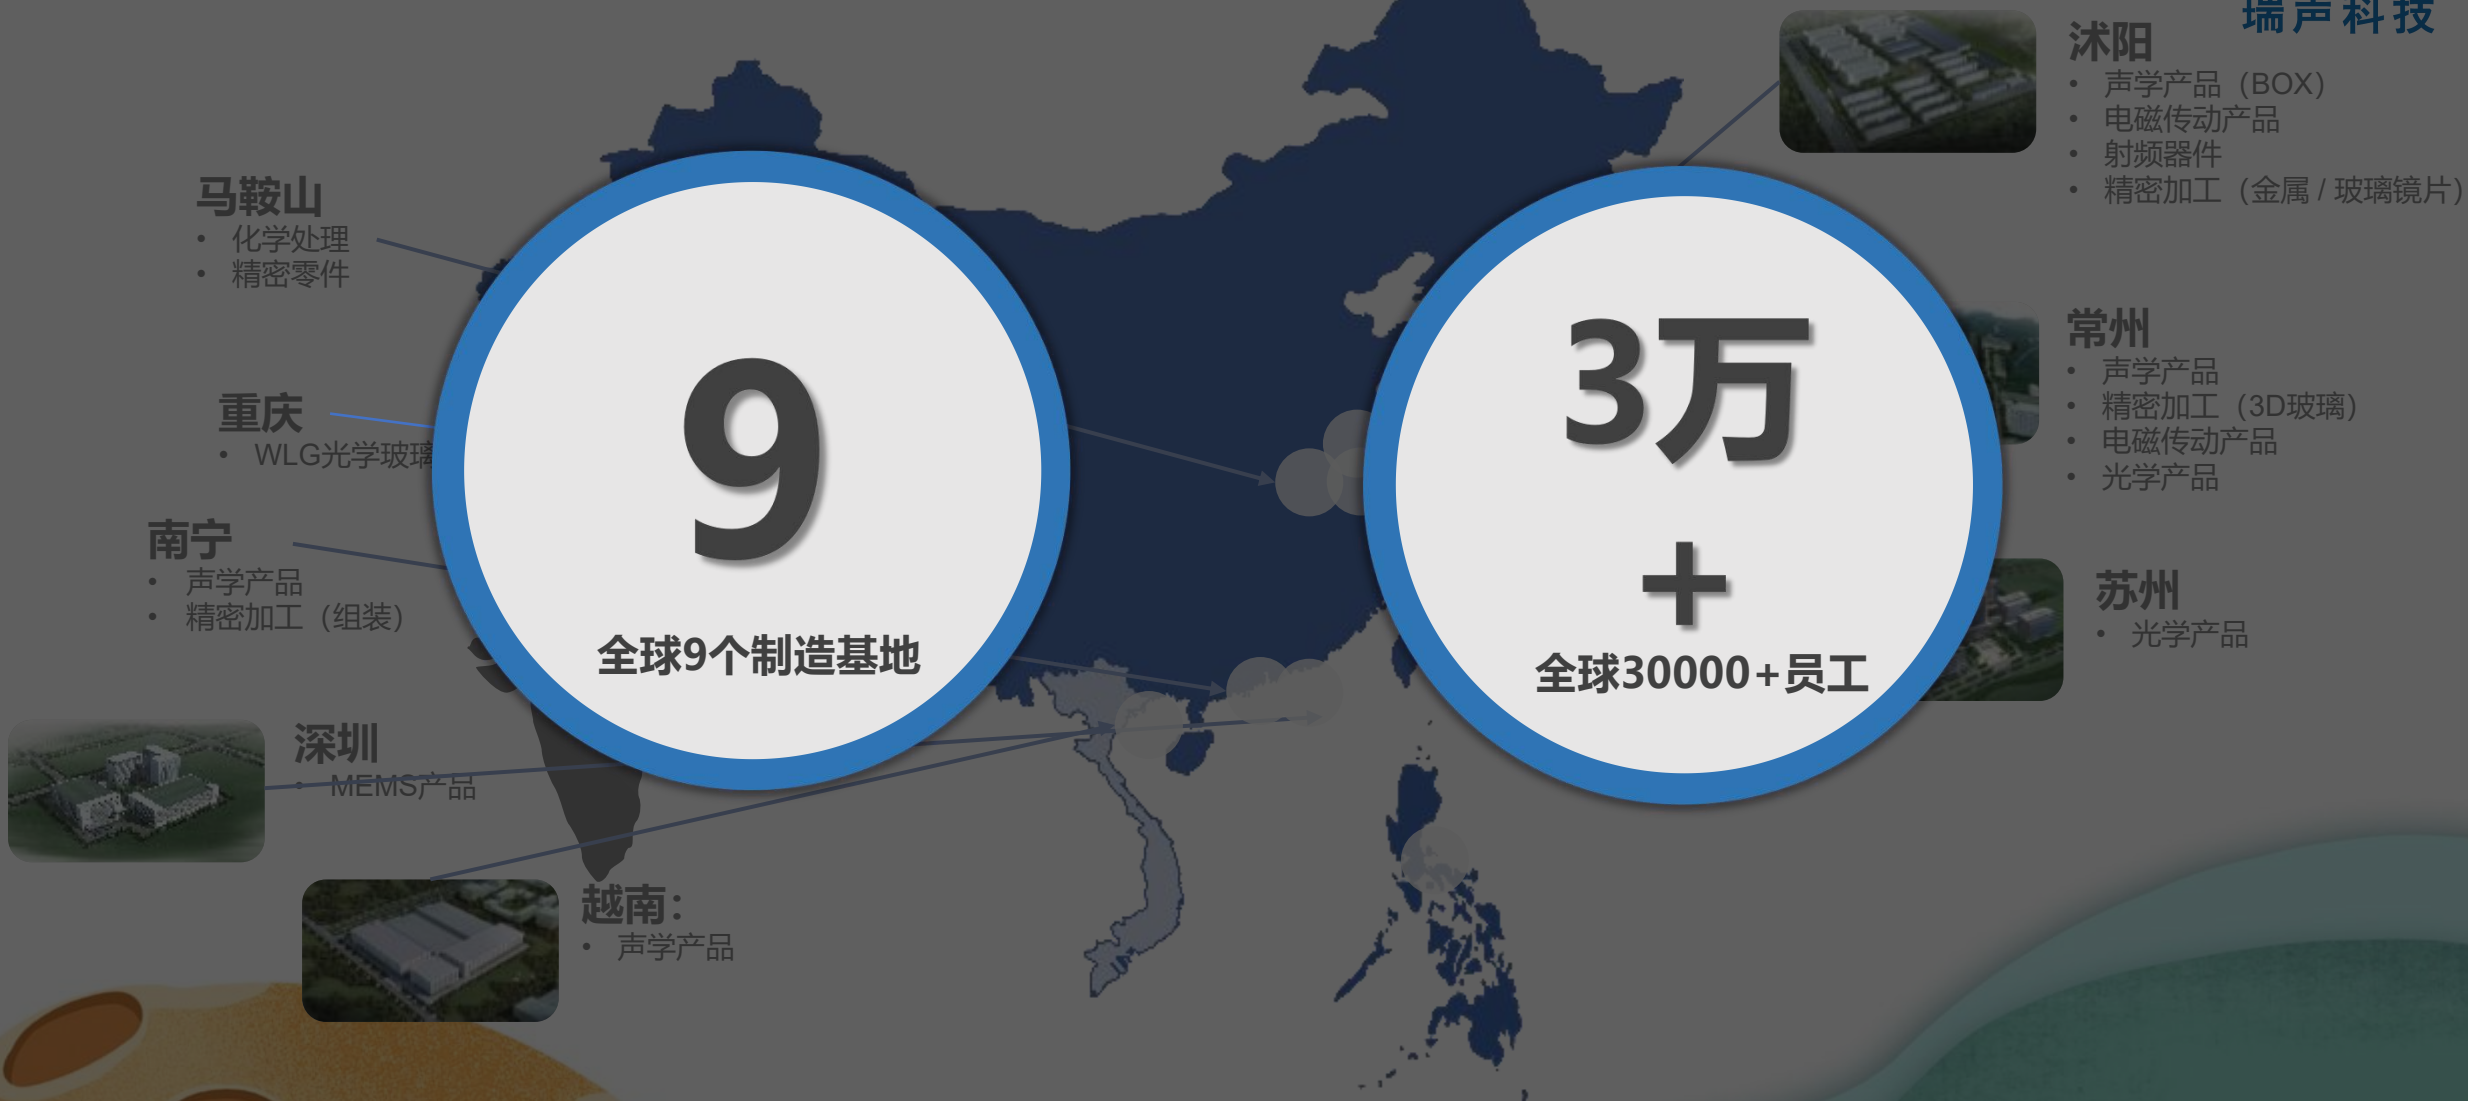 瑞声科技
沭阳
• 声学产品（BOX）
• 电磁传动产品
• 射频器件
• 精密加工（金属 / 玻璃镜片）
马鞍山
• 化学处理
• 精密零件
常州
• 声学产品
• 精密加工（3D玻璃）
• 电磁传动产品
• 光学产品
重庆
• WLG光学玻璃
9
全球9个制造基地
3万
+
全球30000+员工
南宁
• 声学产品
• 精密加工（组装）
苏州
• 光学产品
深圳
• MEMS产品
越南：
• 声学产品